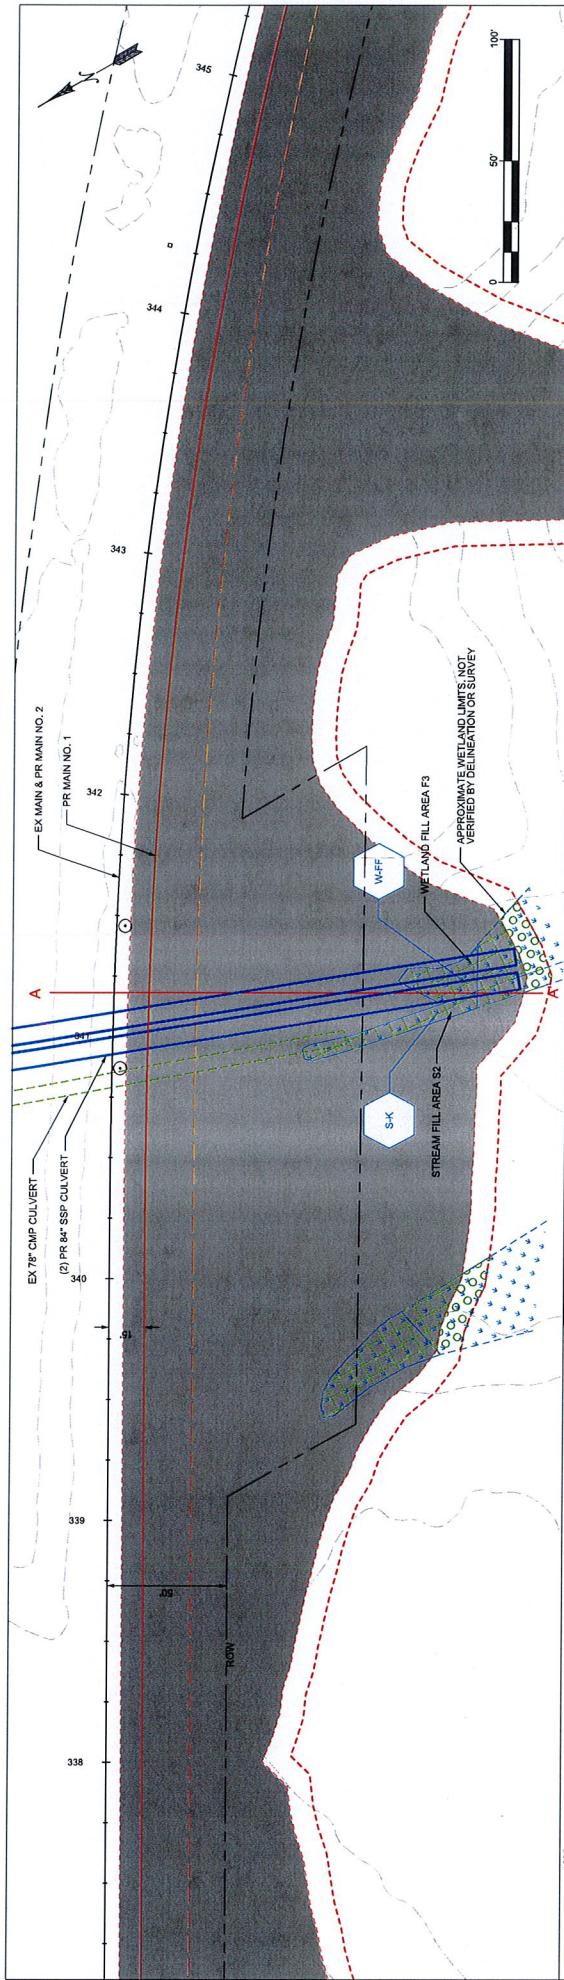 N
345
344
343
342
341
340
339
338
100'
50'
0
EX MAIN & PR MAIN NO. 2
PR MAIN NO. 1
EX 78" CMP CULVERT
(2) PR 84" SSP CULVERT
A
A'
W-FF
S-K
WETLAND FILL AREA F3
APPROXIMATE WETLAND LIMITS, NOT
VERIFIED BY DELINEATION OR SURVEY
STREAM FILL AREA S2
15'
50'
ROW